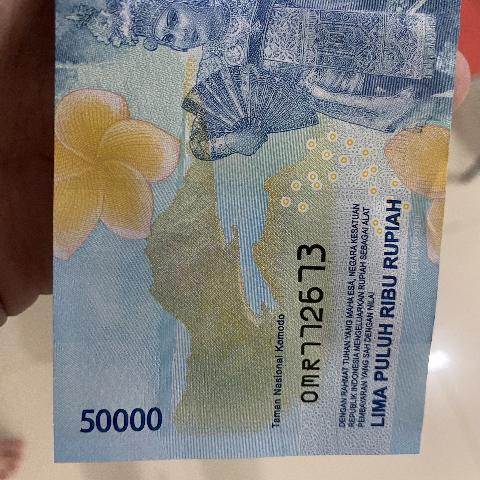 50000
Taman Nasional Komodo
OMR772673
DENGAN RAHMAT TUHAN YANG MAHA ESA, NEGARA KESATUAN
REPUBLIK INDONESIA MENGELUARKAN RUPIAH SEBAGAI ALAT
PEMBAYARAN YANG SAH DENGAN NILAI
LIMA PULUH RIBU RUPIAH